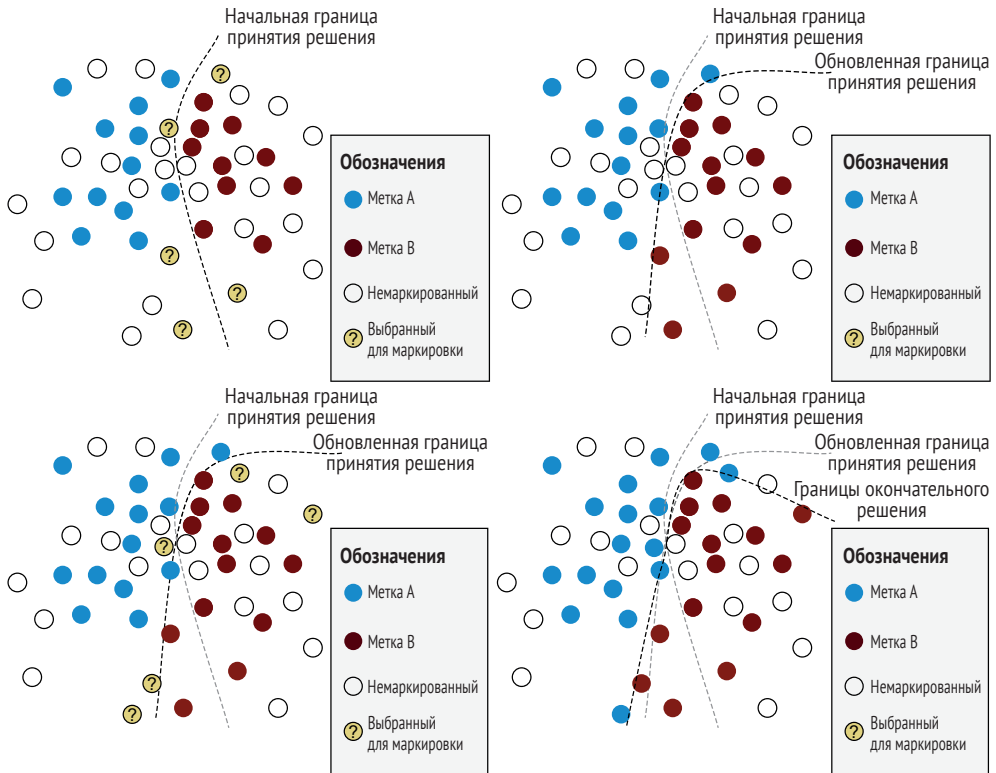 Начальная граница
принятия решения
?
?
?
?
?
Обозначения
Метка А
Метка В
Немаркированный
?
Выбранный
для маркировки
Начальная граница
принятия решения
Обновленная граница
принятия решения
Обозначения
Метка А
Метка В
Немаркированный
?
Выбранный
для маркировки
Начальная граница
принятия решения
Обновленная граница
принятия решения
?
?
?
?
?
Обозначения
Метка А
Метка В
Немаркированный
?
Выбранный
для маркировки
Начальная граница
принятия решения
Обновленная граница
принятия решения
Границы окончательного
решения
Обозначения
Метка А
Метка В
Немаркированный
?
Выбранный
для маркировки